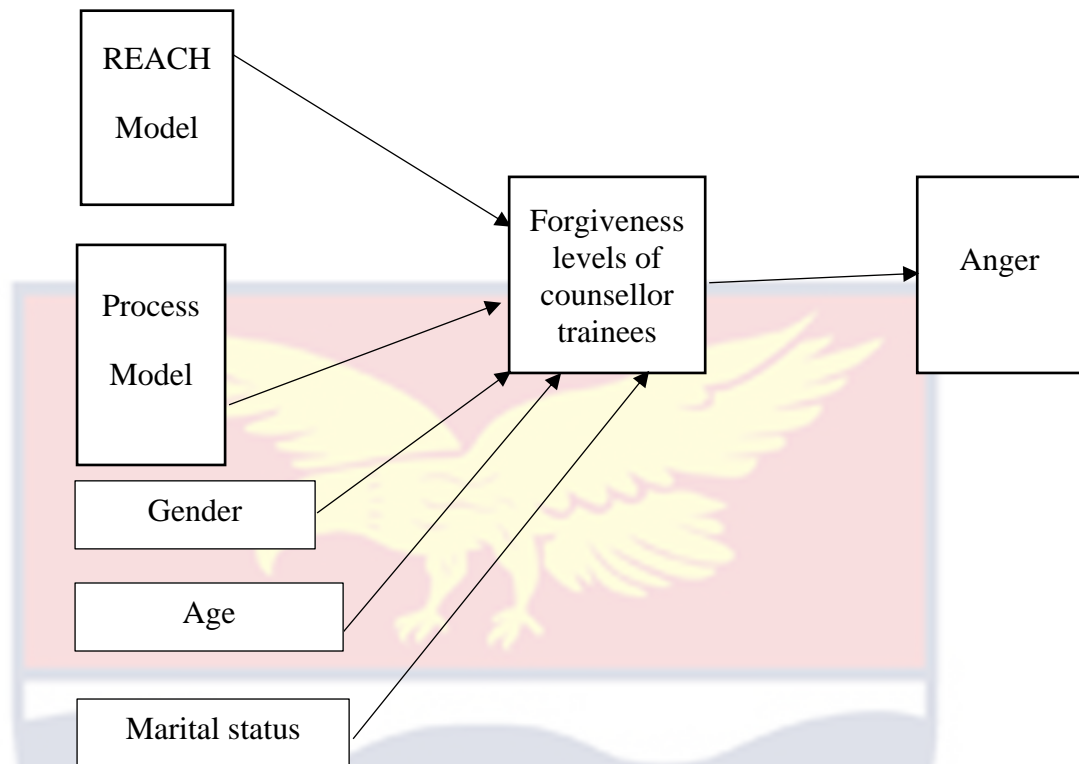 REACH
Model
Process
Model
Gender
Age
Marital status
Forgiveness
levels of
counsellor
trainees
Anger